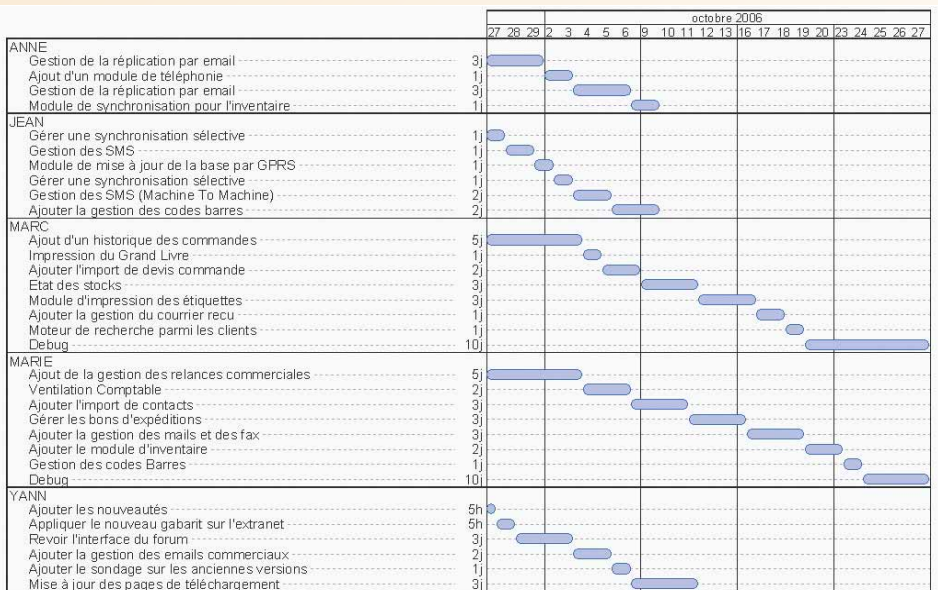 octobre 2006
27 28 29 2 3 4 5 6 9 10 11 12 13 16 17 18 19 20 23 24 25 26 27
ANNE
Gestion de la réplication par email 3j
Ajout d'un module de téléphonie 1j
Gestion de la réplication par email 3j
Module de synchronisation pour l'inventaire 1j
JEAN
Gérer une synchronisation sélective 1j
Gestion des SMS 1j
Module de mise à jour de la base par GPRS 1j
Gérer une synchronisation sélective 1j
Gestion des SMS (Machine To Machine) 2j
Ajouter la gestion des codes barres 2j
MARC
Ajout d'un historique des commandes 5j
Impression du Grand Livre 1j
Ajouter l'import de devis commande 2j
Etat des stocks 3j
Module d'impression des étiquettes 3j
Ajouter la gestion du courrier recu 1j
Moteur de recherche parmi les clients 1j
Debug 10j
MARIE
Ajout de la gestion des relances commerciales 5j
Ventilation Comptable 2j
Ajouter l'import de contacts 3j
Gérer les bons d'expéditions 3j
Ajouter la gestion des mails et des fax 3j
Ajouter le module d'inventaire 2j
Gestion des codes Barres 1j
Debug 10j
YANN
Ajouter les nouveautés 5h
Appliquer le nouveau gabarit sur l'extranet 5h
Revoir l'interface du forum 3j
Ajouter la gestion des emails commerciaux 2j
Ajouter le sondage sur les anciennes versions 1j
Mise à jour des pages de téléchargement 3j